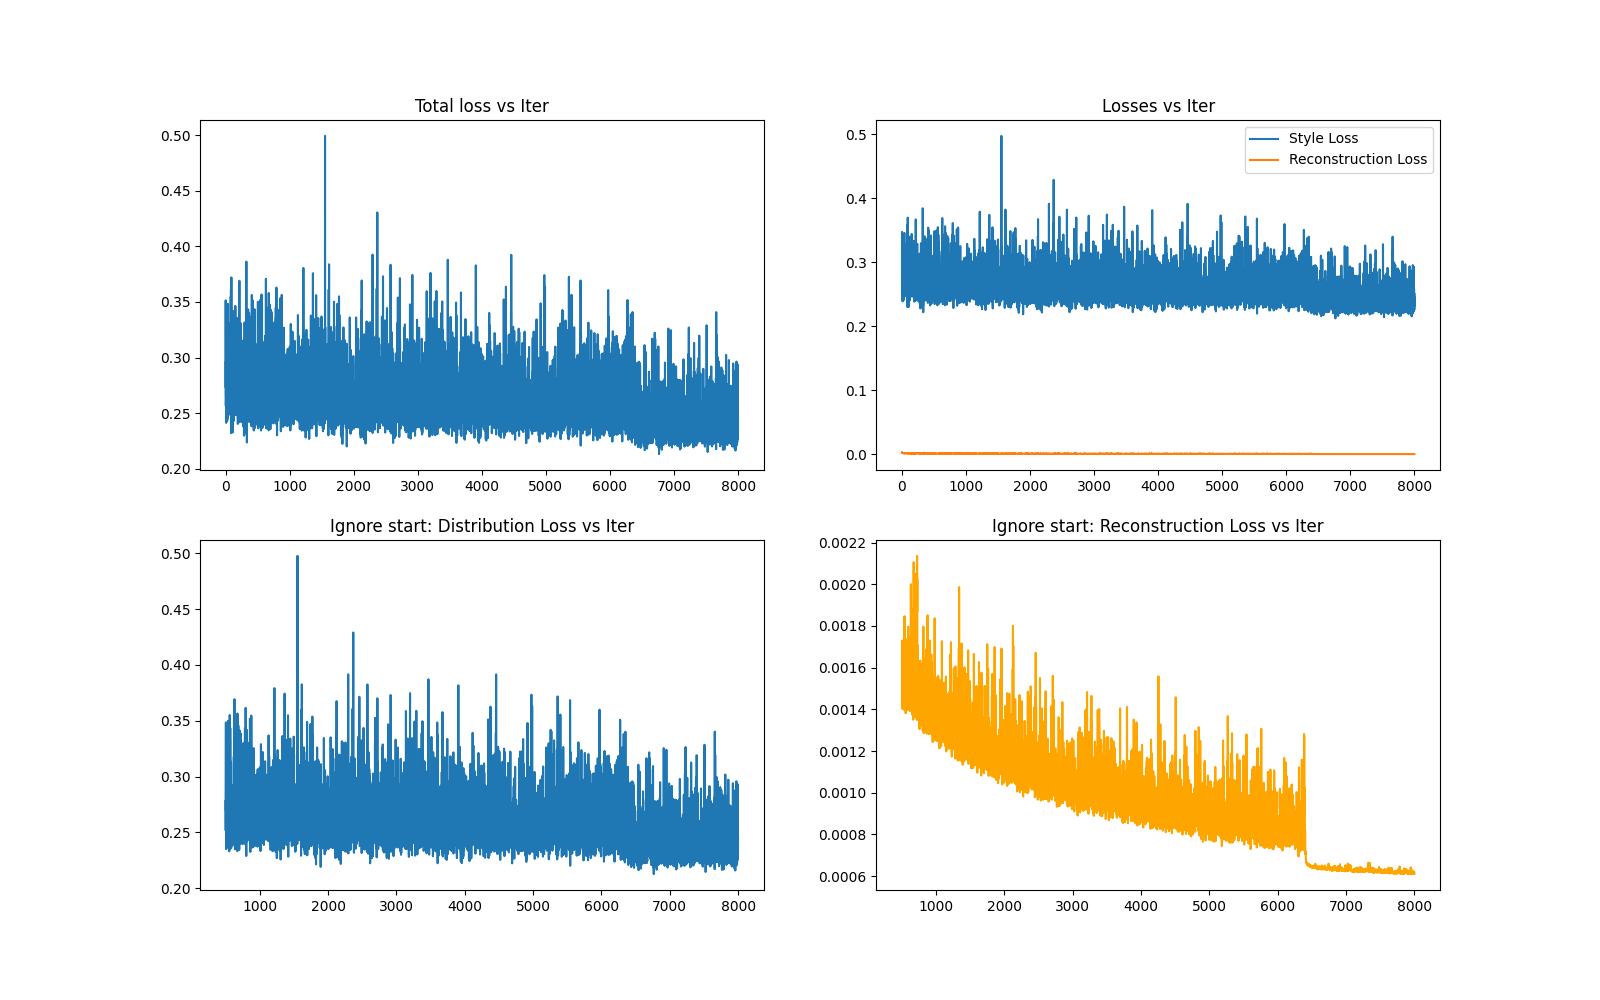 Total loss vs Iter
0.50
0.45
0.40
0.35
0.30
0.25
0.20
0 1000 2000 3000 4000 5000 6000 7000 8000
Losses vs Iter
Style Loss
Reconstruction Loss
0.5
0.4
0.3
0.2
0.1
0.0
0 1000 2000 3000 4000 5000 6000 7000 8000
Ignore start: Distribution Loss vs Iter
0.50
0.45
0.40
0.35
0.30
0.25
0.20
1000 2000 3000 4000 5000 6000 7000 8000
Ignore start: Reconstruction Loss vs Iter
0.0022
0.0020
0.0018
0.0016
0.0014
0.0012
0.0010
0.0008
0.0006
1000 2000 3000 4000 5000 6000 7000 8000